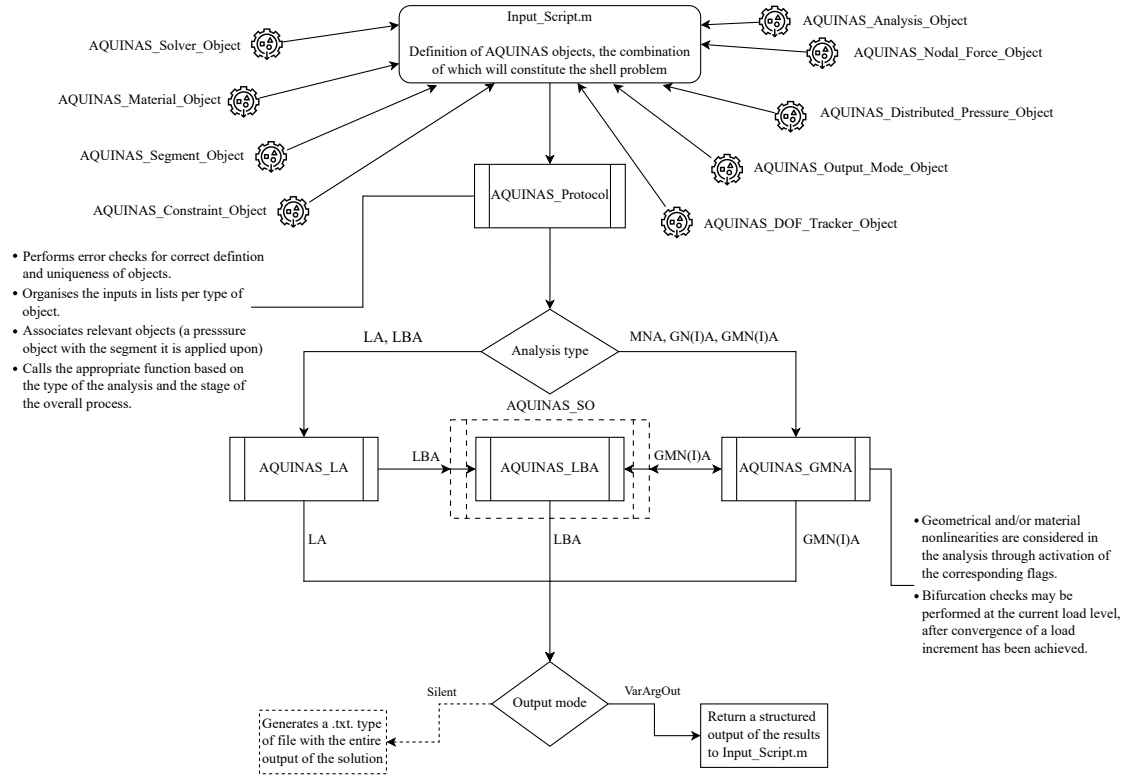 Input_Script.m
Definition of AQUINAS objects, the combination
of which will constitute the shell problem
AQUINAS_Solver_Object
AQUINAS_Material_Object
AQUINAS_Segment_Object
AQUINAS_Constraint_Object
AQUINAS_Analysis_Object
AQUINAS_Nodal_Force_Object
AQUINAS_Distributed_Pressure_Object
AQUINAS_Output_Mode_Object
AQUINAS_DOF_Tracker_Object
AQUINAS_Protocol
• Performs error checks for correct defintion
and uniqueness of objects.
• Organises the inputs in lists per type of
object.
• Associates relevant objects (a presssure
object with the segment it is applied upon)
• Calls the appropriate function based on
the type of the analysis and the stage of
the overall process.
LA, LBA
Analysis type
MNA, GN(I)A, GMN(I)A
AQUINAS_SO
AQUINAS_LA
LBA
AQUINAS_LBA
GMN(I)A
AQUINAS_GMNA
LA
LBA
GMN(I)A
• Geometrical and/or material
nonlinearities are considered in
the analysis through activation of
the corresponding flags.
• Bifurcation checks may be
performed at the current load level,
after convergence of a load
increment has been achieved.
Silent
Output mode
VarArgOut
Generates a .txt. type
of file with the entire
output of the solution
Return a structured
output of the results
to Input_Script.m